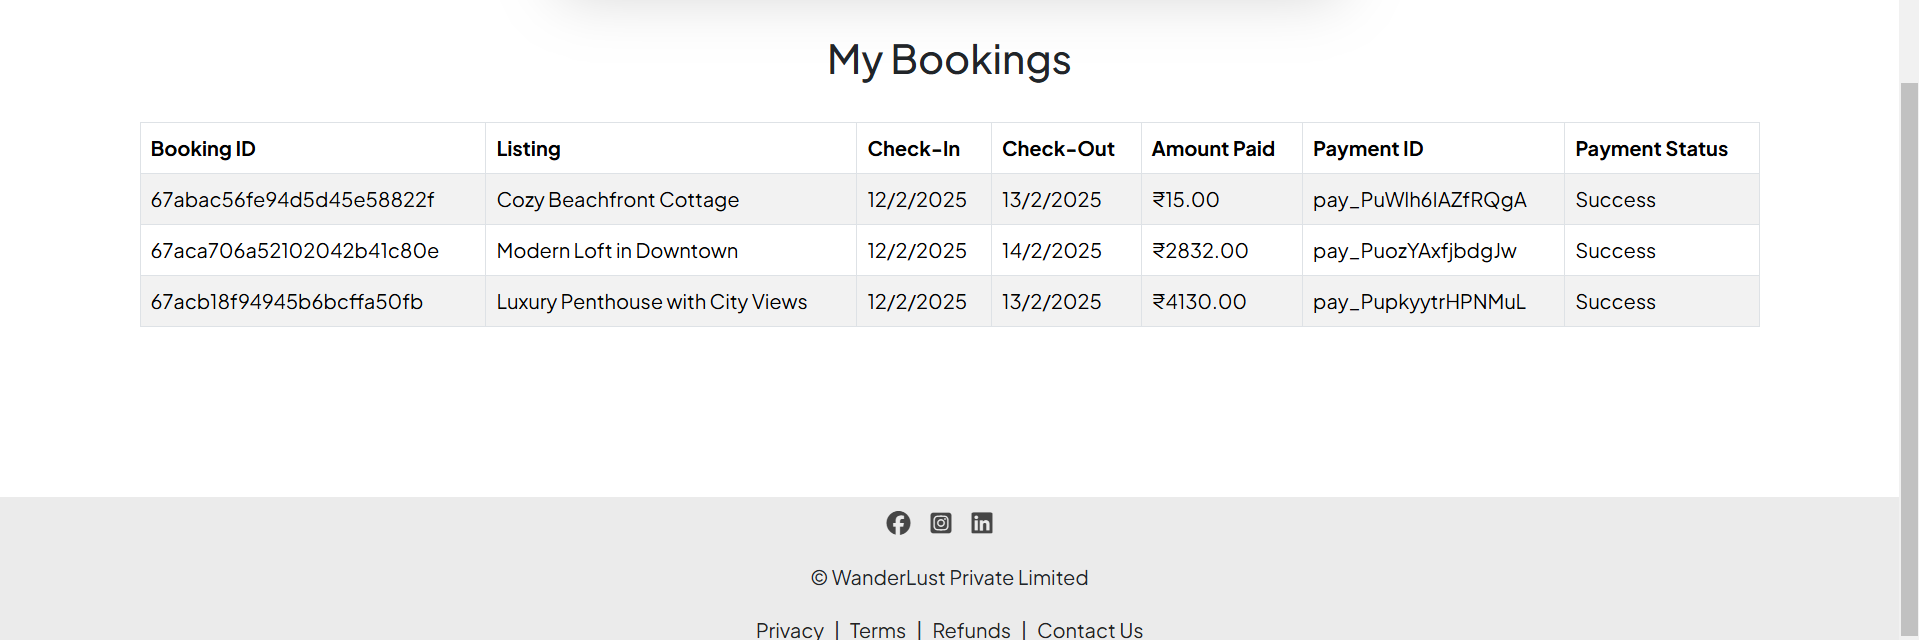 My Bookings
Booking ID Listing Check-In Check-Out Amount Paid Payment ID Payment Status
67abac56fe94d5d45e58822f Cozy Beachfront Cottage 12/2/2025 13/2/2025 ₹15.00 pay_PuWlh6IAZfRQgA Success
67aca706a52102042b41c80e Modern Loft in Downtown 12/2/2025 14/2/2025 ₹2832.00 pay_PuozYAxfjbdgJw Success
67acb18f94945b6bcffa50fb Luxury Penthouse with City Views 12/2/2025 13/2/2025 ₹4130.00 pay_PupkyytrHPNMuL Success
© WanderLust Private Limited
Privacy | Terms | Refunds | Contact Us